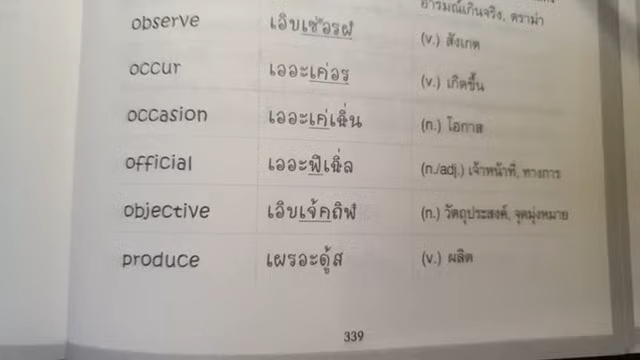 อารมณ์เกินจริง, ดราม่า
observe เอิบเซ่อรฝ (v.) สังเกต
occur เออะเค่อร (v.) เกิดขึ้น
occasion เออะเค่เฉิ่น (n.) โอกาส
official เออะฟิเฉิ่ล (n./adj.) เจ้าหน้าที่, ทางการ
objective เอิบเจ้คถิฬ (n.) วัตถุประสงค์, จุดมุ่งหมาย
produce เผรอะดู้ส (v.) ผลิต
339